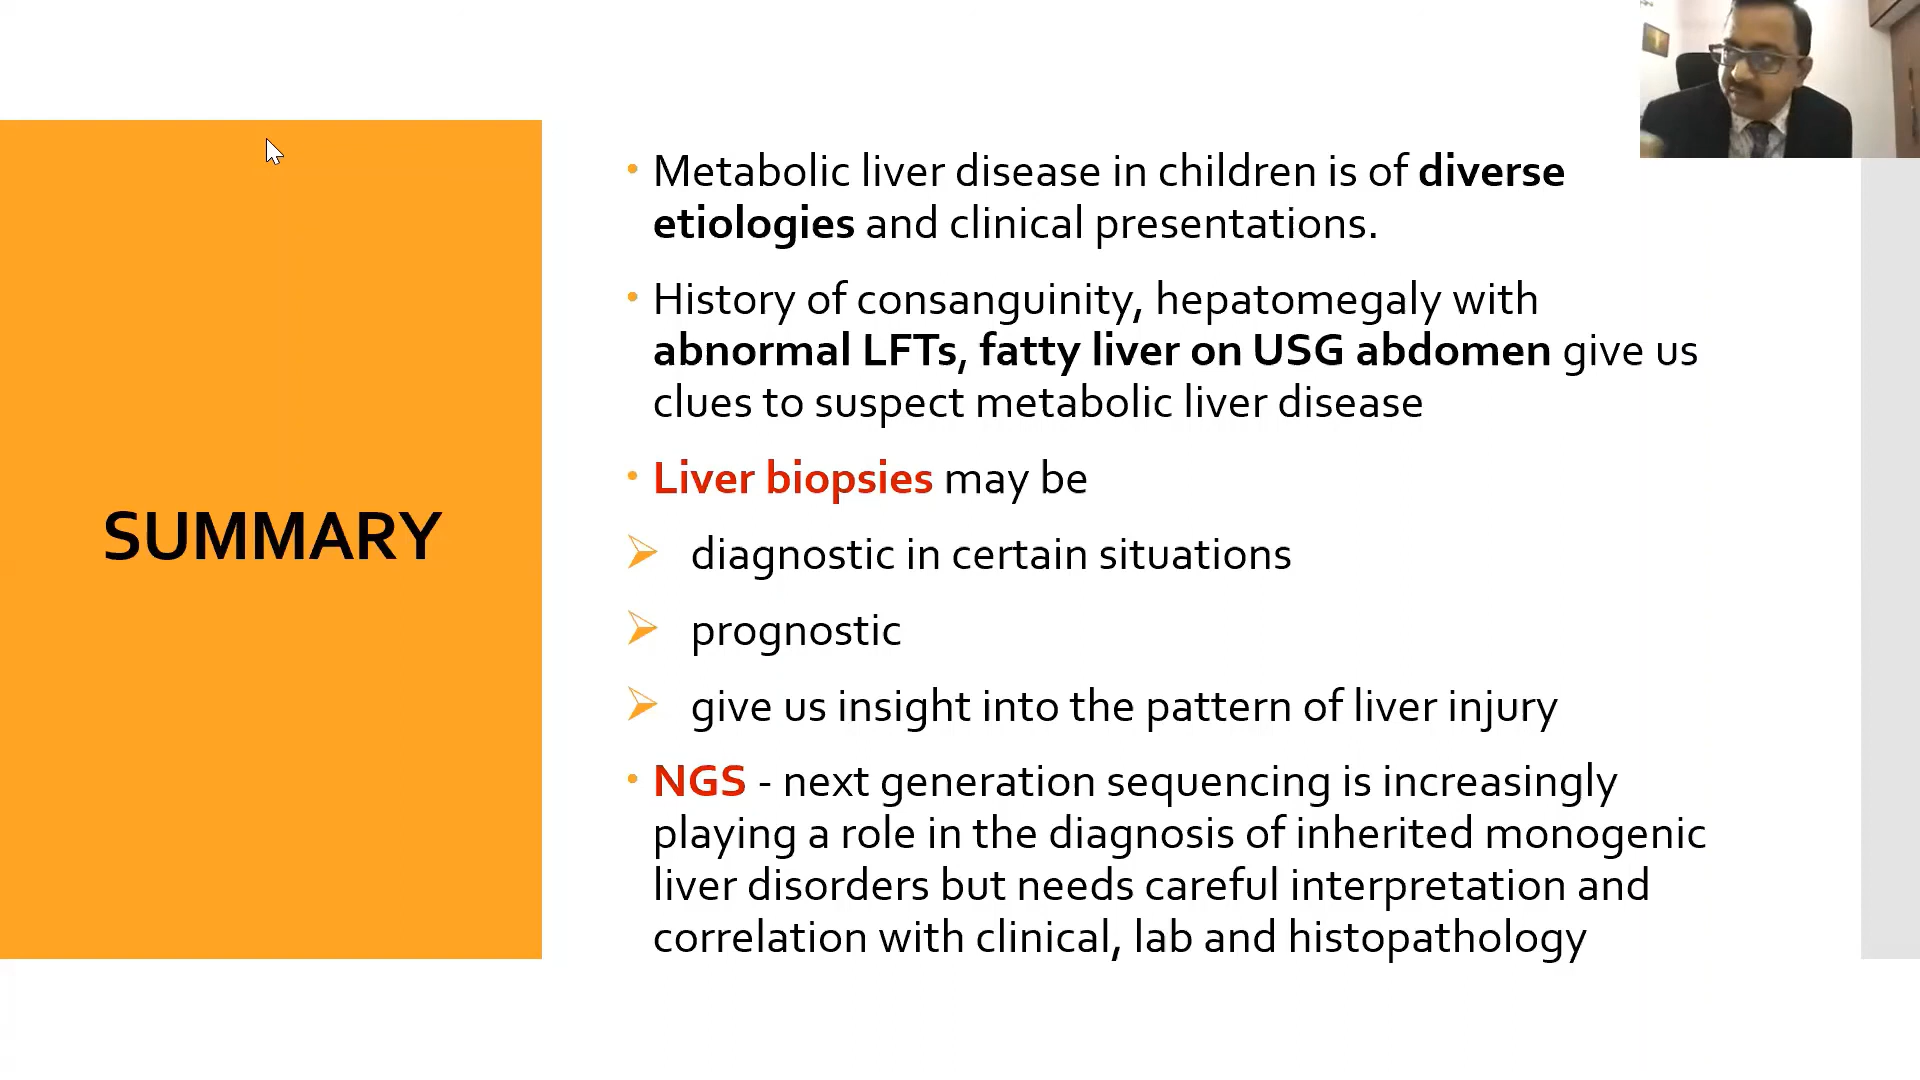 SUMMARY
• Metabolic liver disease in children is of diverse
etiologies and clinical presentations.
• History of consanguinity, hepatomegaly with
abnormal LFTs, fatty liver on USG abdomen give us
clues to suspect metabolic liver disease
• Liver biopsies may be
➢ diagnostic in certain situations
➢ prognostic
➢ give us insight into the pattern of liver injury
• NGS - next generation sequencing is increasingly
playing a role in the diagnosis of inherited monogenic
liver disorders but needs careful interpretation and
correlation with clinical, lab and histopathology